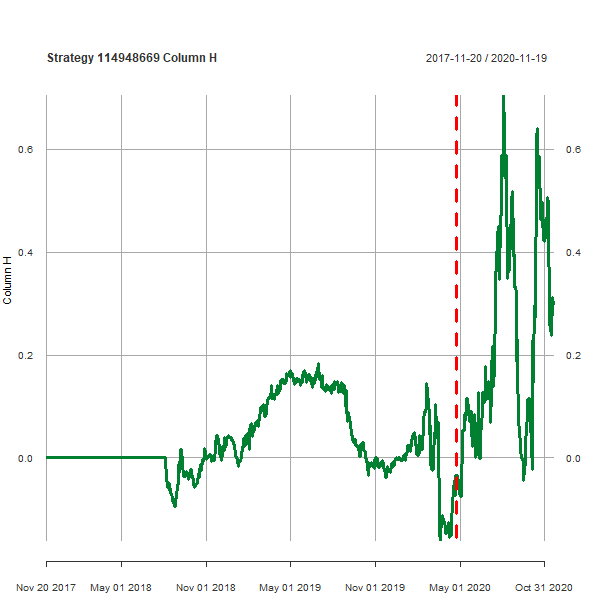 Strategy 114948669 Column H
2017-11-20 / 2020-11-19
0.6
0.6
0.4
0.4
Column H
0.2
0.2
0.0
0.0
Nov 20 2017
May 01 2018
Nov 01 2018
May 01 2019
Nov 01 2019
May 01 2020
Oct 31 2020